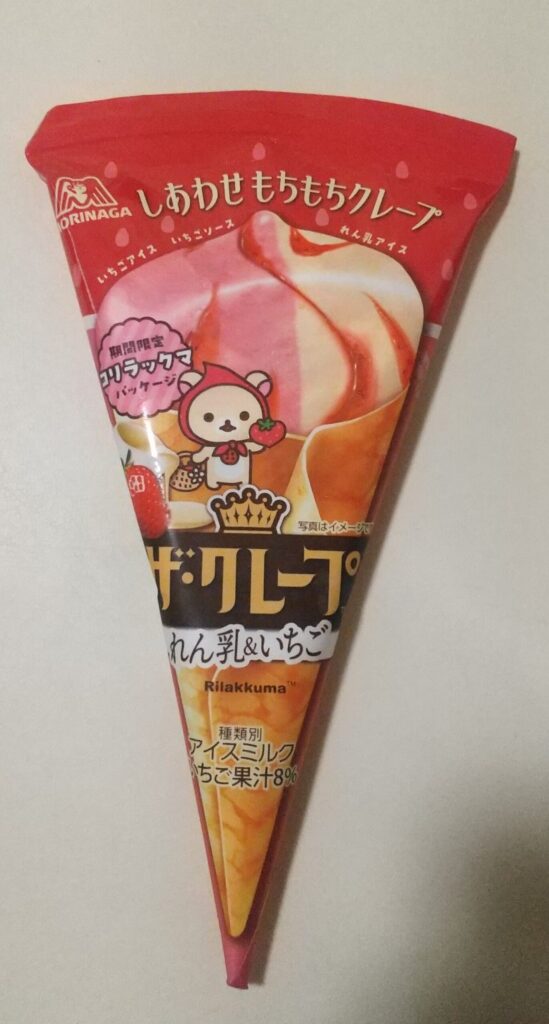 MORINAGA
しあわせもちもちクレープ
いちごアイス いちごソース れん乳アイス
期間限定
コリラックマ
パッケージ
写真はイメージです
ザ・クレープ
れん乳&いちご
Rilakkuma™
種類別
アイスミルク
いちご果汁8%